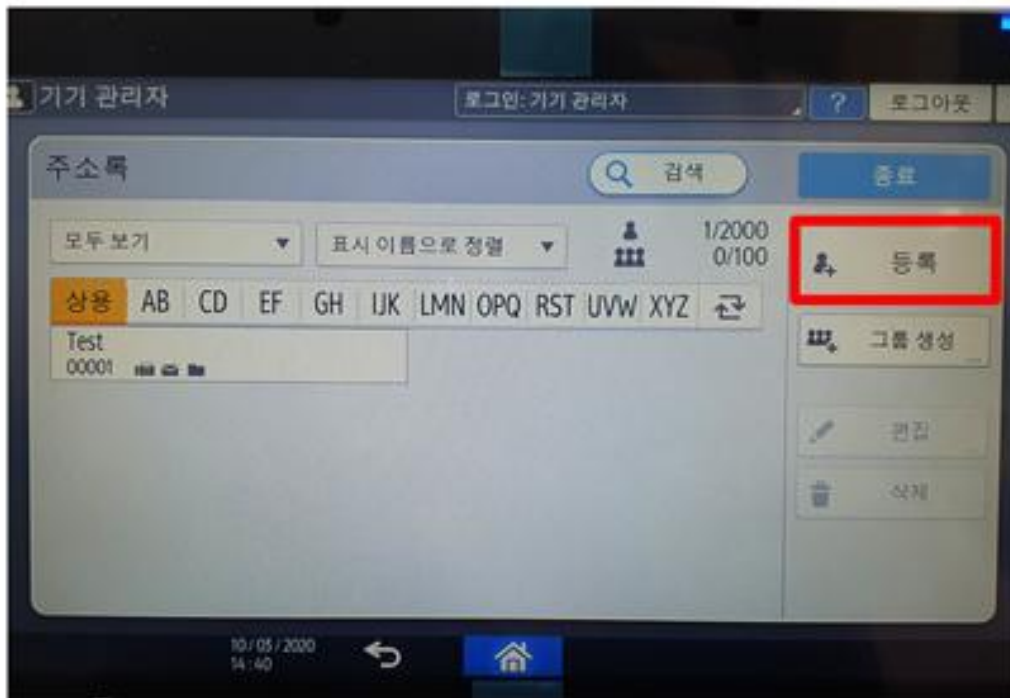 기기 관리자
로그인: 기기 관리자
?
로그아웃
주소록
검색
종료
모두 보기
표시 이름으로 정렬
1/2000
0/100
등록
상용 AB CD EF GH IJK LMN OPQ RST UVW XYZ
그룹 생성
Test
00001
편집
삭제
10/05/2020
14:40